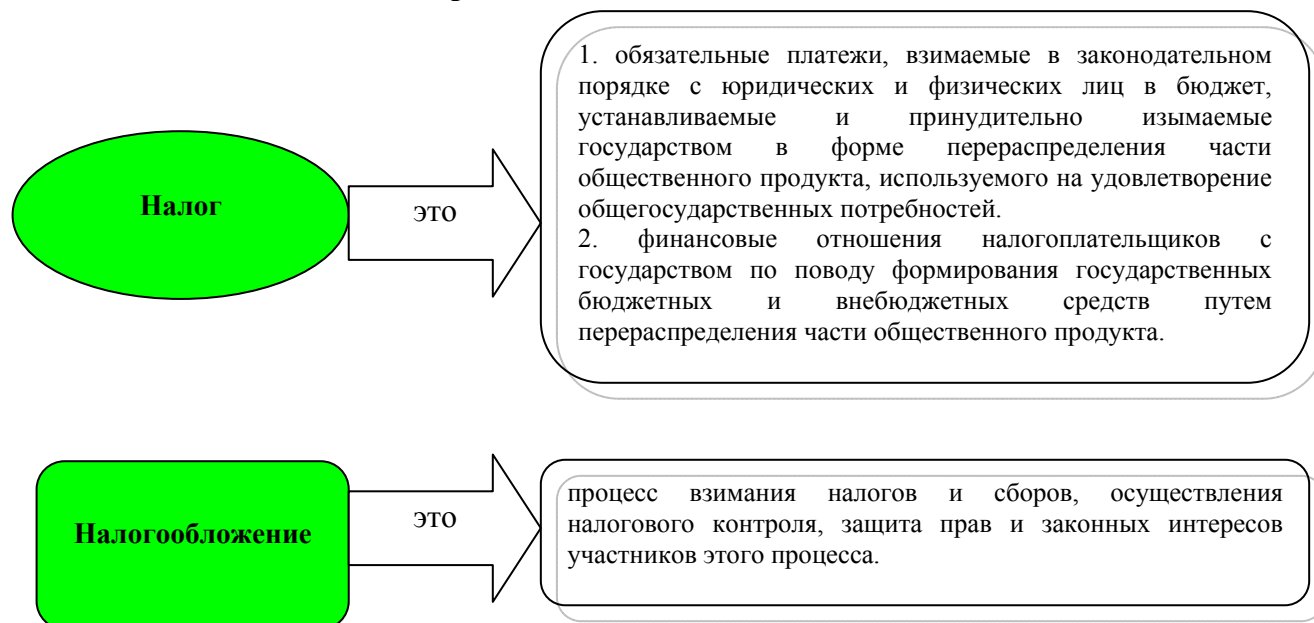 1. обязательные платежи, взимаемые в законодательном
порядке с юридических и физических лиц в бюджет,
устанавливаемые и принудительно изымаемые
государством в форме перераспределения части
общественного продукта, используемого на удовлетворение
общегосударственных потребностей.
2. финансовые отношения налогоплательщиков с
государством по поводу формирования государственных
бюджетных и внебюджетных средств путем
перераспределения части общественного продукта.
Налог
это
Налогообложение
это
процесс взимания налогов и сборов, осуществления
налогового контроля, защита прав и законных интересов
участников этого процесса.